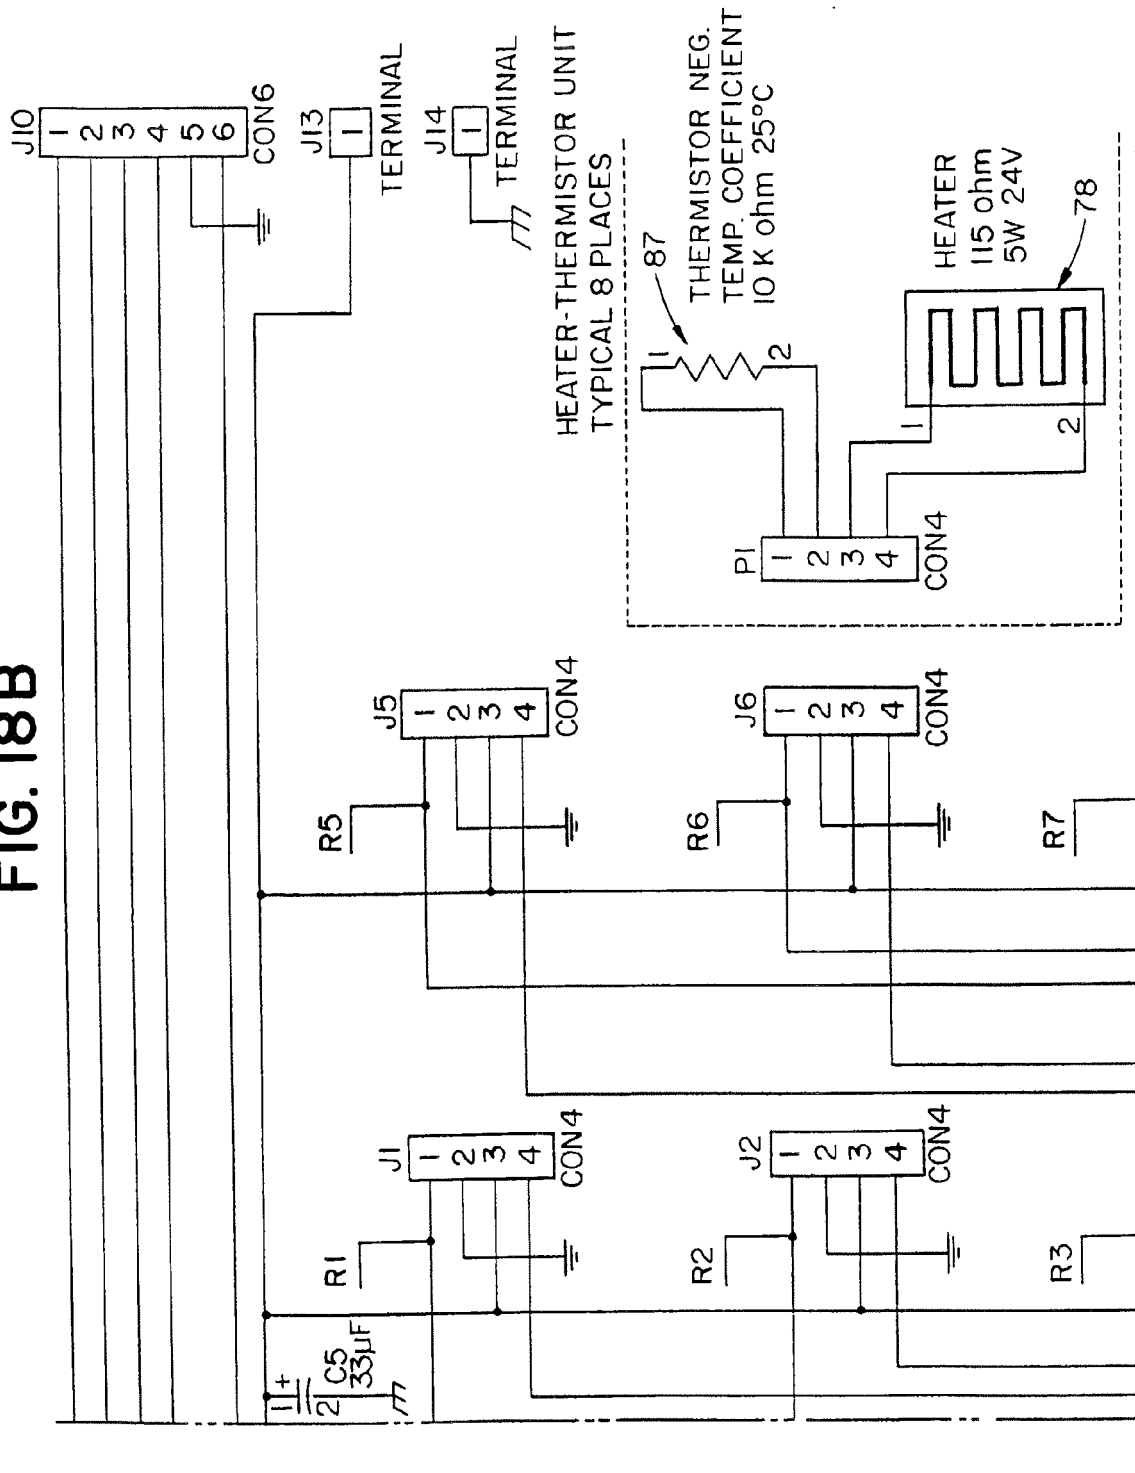 FIG. 18B
J10
1
2
3
4
5
6
CON6
J13
1
TERMINAL
J14
1
TERMINAL
HEATER-THERMISTOR UNIT
TYPICAL 8 PLACES
87
THERMISTOR NEG.
TEMP. COEFFICIENT
10 K ohm 25°C
1
2
HEATER
115 ohm
5W 24V
78
1
2
P1
1
2
3
4
CON4
J5
1
2
3
4
CON4
R5
J6
1
2
3
4
CON4
R6
R7
J1
1
2
3
4
CON4
R1
J2
1
2
3
4
CON4
R2
R3
1 +
2
C5
33µF